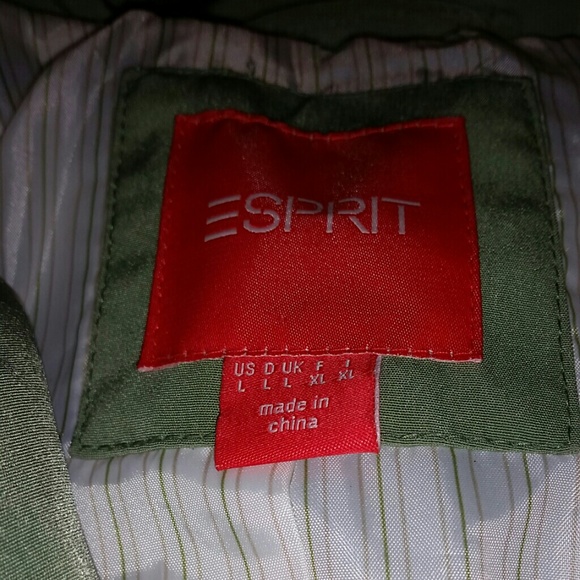 ESPRIT
US D UK F I
L L L XL XL
made in
china